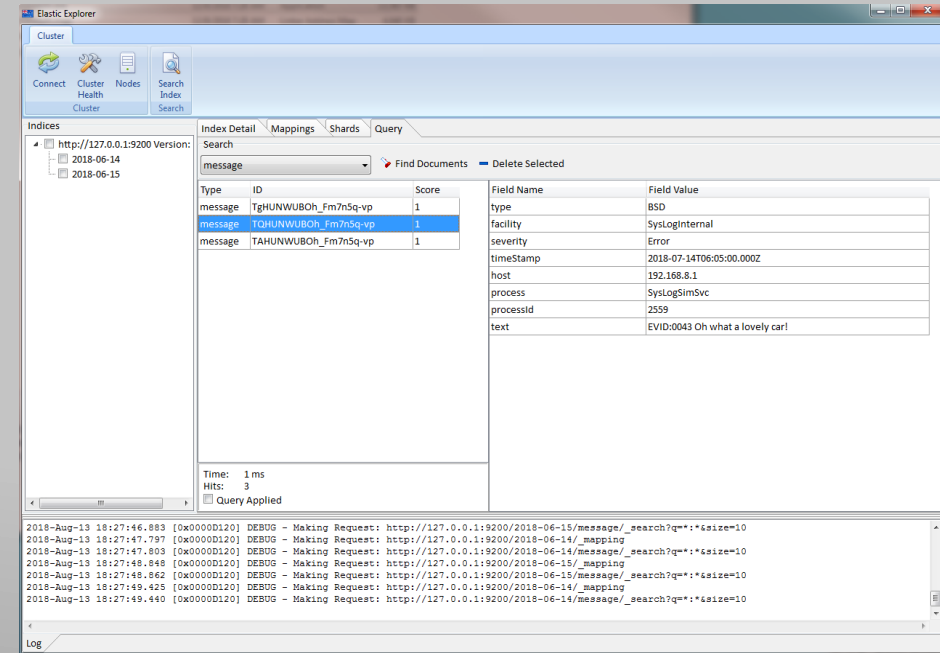 Elastic Explorer
Cluster
Connect
Cluster Health
Nodes
Search Index
Cluster
Search
Indices
http://127.0.0.1:9200 Version:
2018-06-14
2018-06-15
Index Detail Mappings Shards Query
Search
message Find Documents Delete Selected
Type ID Score
message TgHUNWUBOh_Fm7n5q-vp 1
message TQHUNWUBOh_Fm7n5q-vp 1
message TAHUNWUBOh_Fm7n5q-vp 1
Field Name Field Value
type BSD
facility SysLogInternal
severity Error
timeStamp 2018-07-14T06:05:00.000Z
host 192.168.8.1
process SysLogSimSvc
processId 2559
text EVID:0043 Oh what a lovely car!
Time: 1 ms
Hits: 3
Query Applied
2018-Aug-13 18:27:46.883 [0x0000D120] DEBUG - Making Request: http://127.0.0.1:9200/2018-06-15/message/_search?q=*:*&size=10
2018-Aug-13 18:27:47.797 [0x0000D120] DEBUG - Making Request: http://127.0.0.1:9200/2018-06-14/_mapping
2018-Aug-13 18:27:47.803 [0x0000D120] DEBUG - Making Request: http://127.0.0.1:9200/2018-06-14/message/_search?q=*:*&size=10
2018-Aug-13 18:27:48.848 [0x0000D120] DEBUG - Making Request: http://127.0.0.1:9200/2018-06-15/_mapping
2018-Aug-13 18:27:48.862 [0x0000D120] DEBUG - Making Request: http://127.0.0.1:9200/2018-06-15/message/_search?q=*:*&size=10
2018-Aug-13 18:27:49.425 [0x0000D120] DEBUG - Making Request: http://127.0.0.1:9200/2018-06-14/_mapping
2018-Aug-13 18:27:49.440 [0x0000D120] DEBUG - Making Request: http://127.0.0.1:9200/2018-06-14/message/_search?q=*:*&size=10
Log